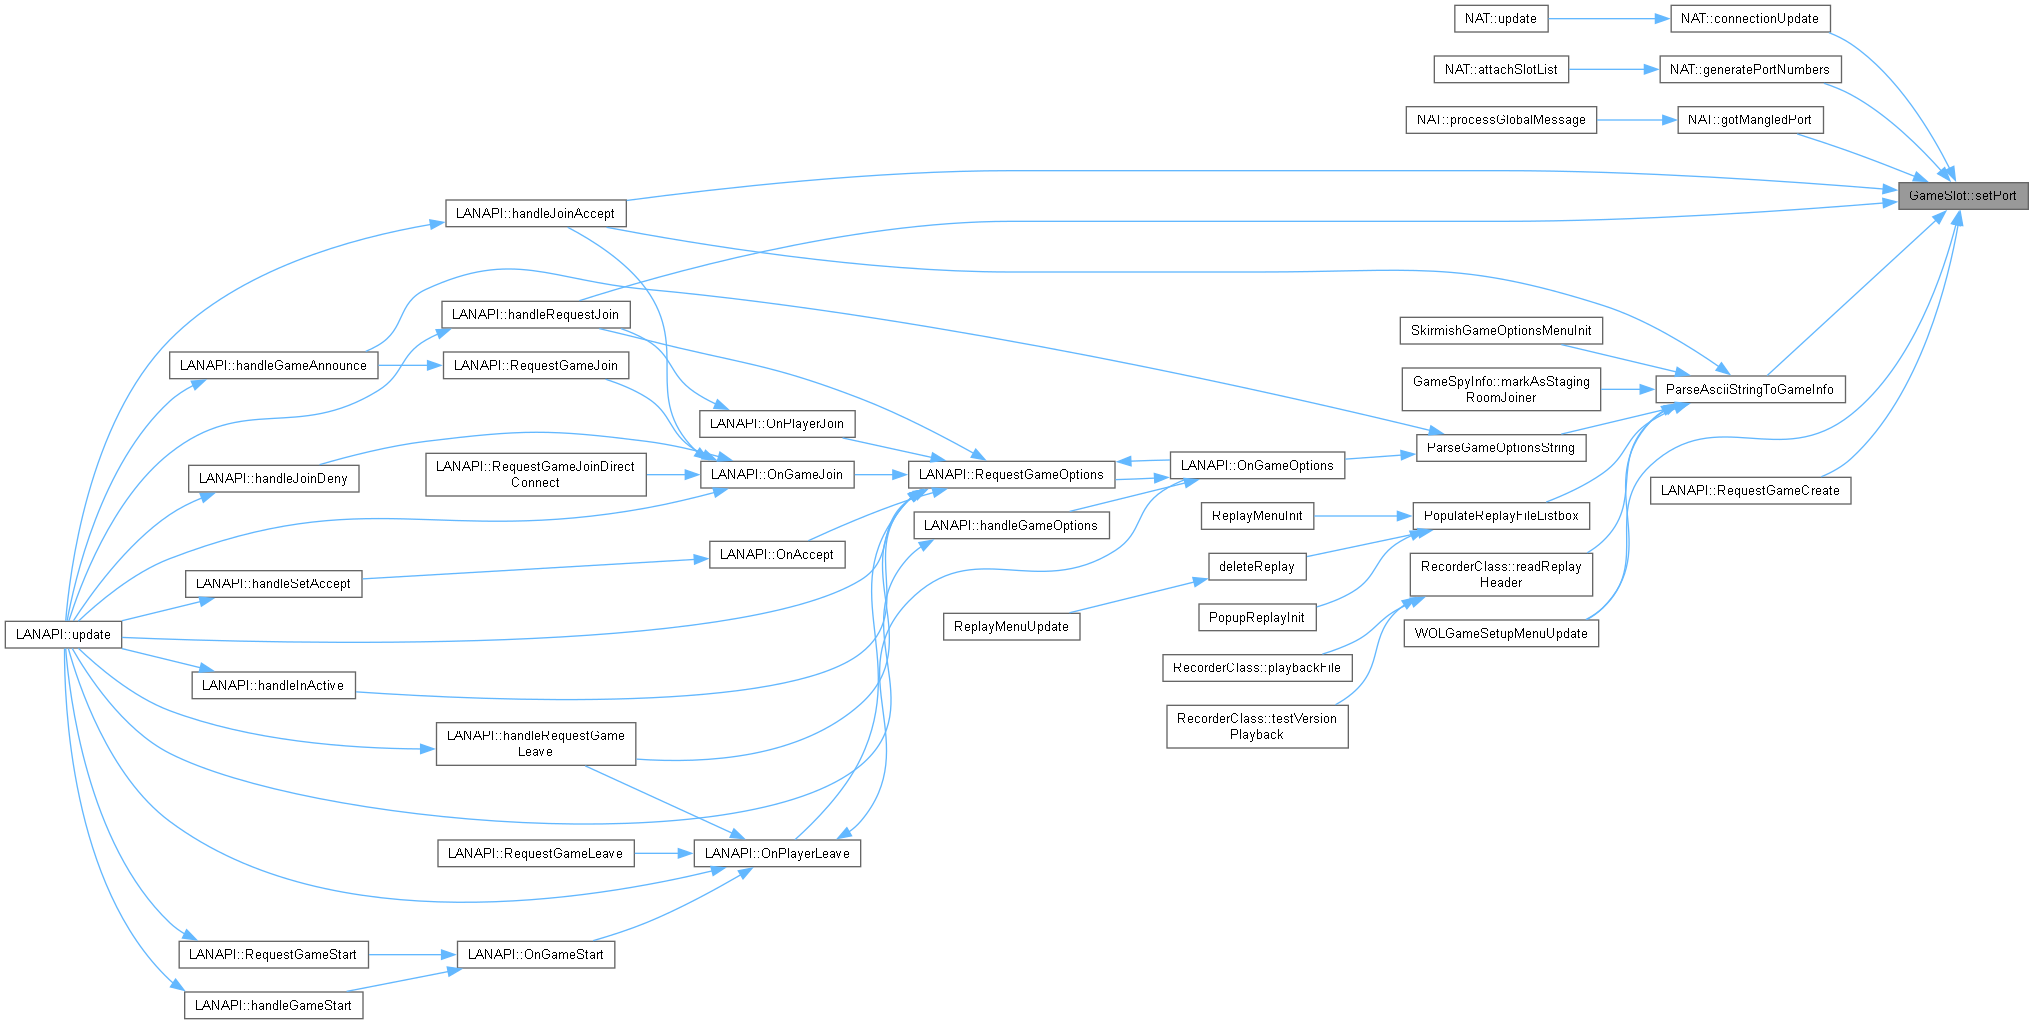 NAT::update
NAT::connectionUpdate
NAT::attachSlotList
NAT::generatePortNumbers
NAT::processGlobalMessage
NAT::gotMangledPort
GameSlot::setPort
LANAPI::handleJoinAccept
LANAPI::handleRequestJoin
SkirmishGameOptionsMenuInit
LANAPI::handleGameAnnounce
LANAPI::RequestGameJoin
GameSpyInfo::markAsStaging
RoomJoiner
ParseAsciiStringToGameInfo
LANAPI::OnPlayerJoin
ParseGameOptionsString
LANAPI::handleJoinDeny
LANAPI::RequestGameJoinDirect
Connect
LANAPI::OnGameJoin
LANAPI::RequestGameOptions
LANAPI::OnGameOptions
LANAPI::RequestGameCreate
LANAPI::handleGameOptions
ReplayMenuInit
PopulateReplayFileListbox
LANAPI::OnAccept
deleteReplay
RecorderClass::readReplay
Header
LANAPI::handleSetAccept
ReplayMenuUpdate
PopupReplayInit
WOLGameSetupMenuUpdate
LANAPI::update
RecorderClass::playbackFile
LANAPI::handleInActive
RecorderClass::testVersion
Playback
LANAPI::handleRequestGame
Leave
LANAPI::RequestGameLeave
LANAPI::OnPlayerLeave
LANAPI::RequestGameStart
LANAPI::OnGameStart
LANAPI::handleGameStart